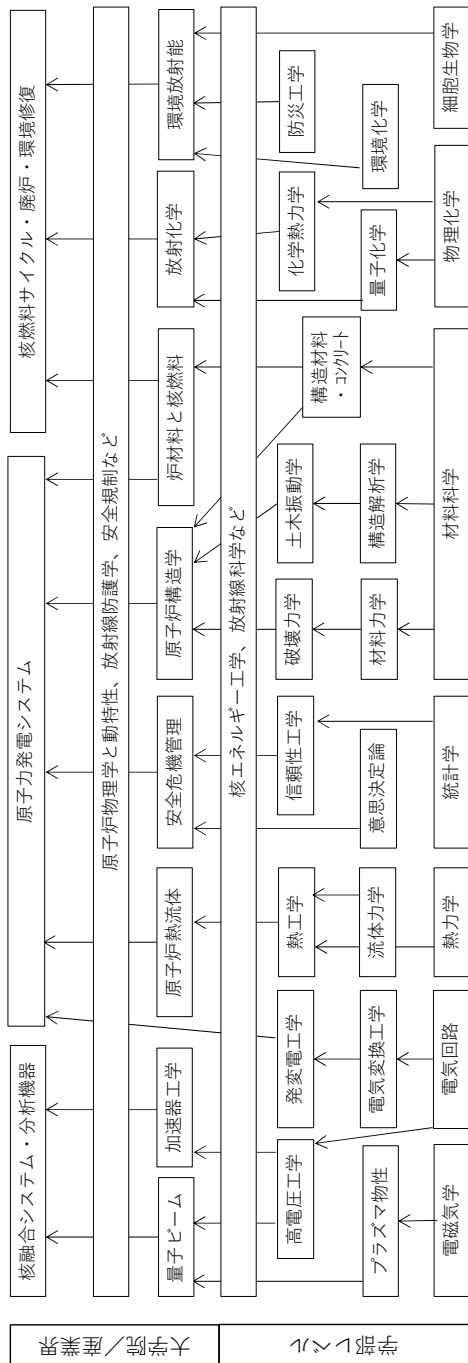 大学院／産業界
学部レベル
核融合システム・分析機器
原子力発電システム
核燃料サイクル・廃炉・環境修復
原子炉物理学と動特性、放射線防護学、安全規制など
量子ビーム
加速器工学
原子炉熱流体
安全危機管理
原子炉構造学
炉材料と核燃料
放射化学
環境放射能
核エネルギー工学、放射線科学など
高電圧工学
発変電工学
熱工学
信頼性工学
破壊力学
土木振動学
構造材料
・コンクリート
化学熱力学
防災工学
プラズマ物性
電気変換工学
流体力学
意思決定論
材料力学
構造解析学
量子化学
環境化学
電磁気学
電気回路
熱力学
統計学
材料科学
物理化学
細胞生物学